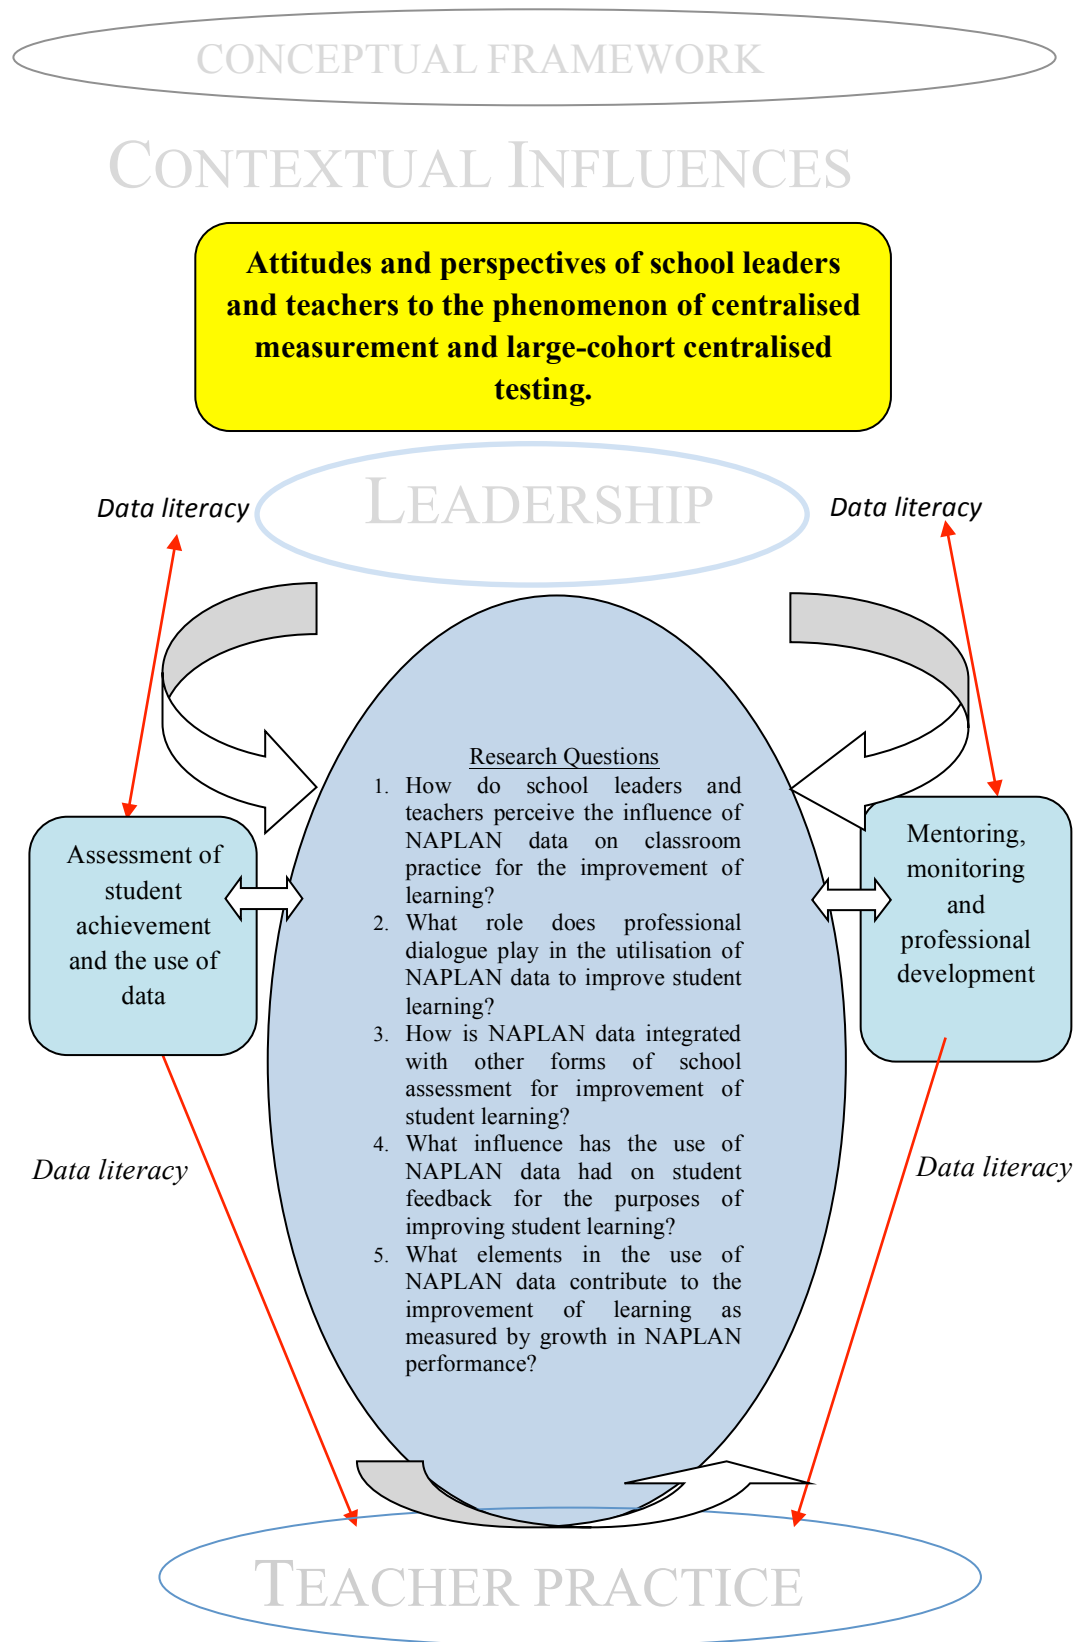 CONCEPTUAL FRAMEWORK
CONTEXTUAL INFLUENCES
Attitudes and perspectives of school leaders
and teachers to the phenomenon of centralised
measurement and large-cohort centralised
testing.
LEADERSHIP
Data literacy
Data literacy
Research Questions
1. How do school leaders and
teachers perceive the influence of
NAPLAN data on classroom
practice for the improvement of
learning?
2. What role does professional
dialogue play in the utilisation of
NAPLAN data to improve student
learning?
3. How is NAPLAN data integrated
with other forms of school
assessment for improvement of
student learning?
4. What influence has the use of
NAPLAN data had on student
feedback for the purposes of
improving student learning?
5. What elements in the use of
NAPLAN data contribute to the
improvement of learning as
measured by growth in NAPLAN
performance?
Assessment of
student
achievement
and the use of
data
Mentoring,
monitoring
and
professional
development
Data literacy
Data literacy
TEACHER PRACTICE